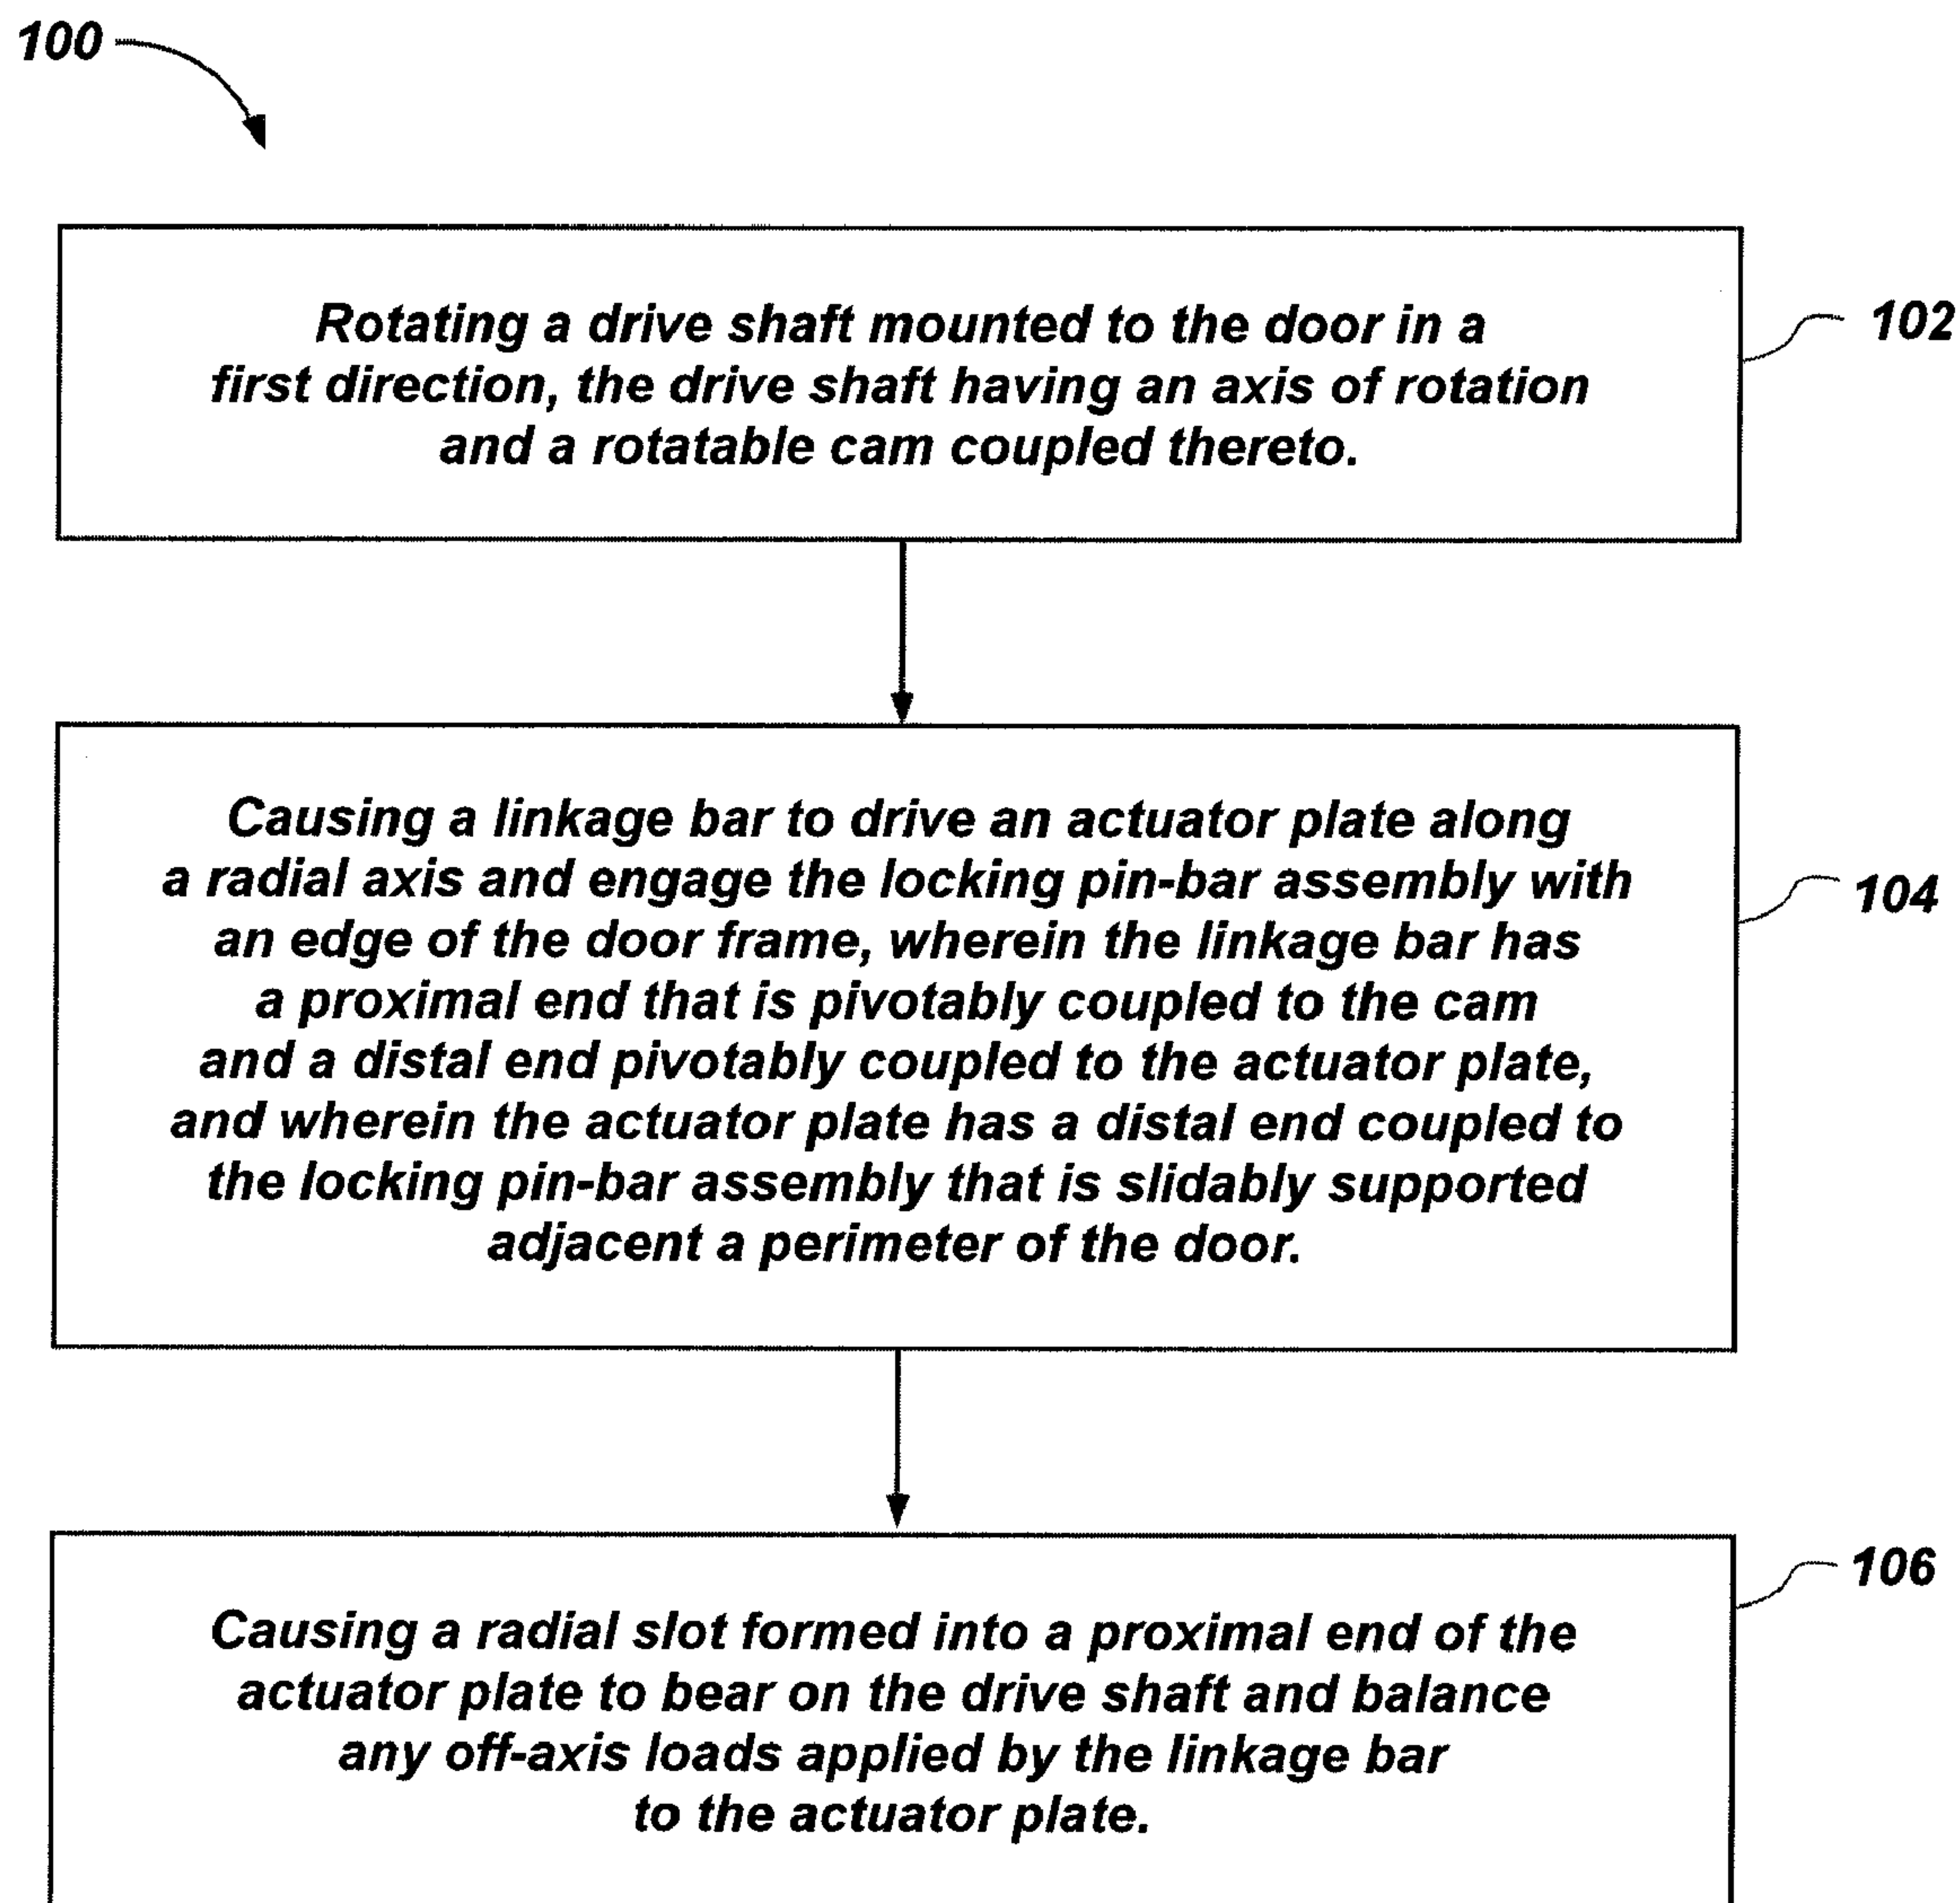 100
Rotating a drive shaft mounted to the door in a
first direction, the drive shaft having an axis of rotation
and a rotatable cam coupled thereto.
102
Causing a linkage bar to drive an actuator plate along
a radial axis and engage the locking pin-bar assembly with
an edge of the door frame, wherein the linkage bar has
a proximal end that is pivotably coupled to the cam
and a distal end pivotably coupled to the actuator plate,
and wherein the actuator plate has a distal end coupled to
the locking pin-bar assembly that is slidably supported
adjacent a perimeter of the door.
104
Causing a radial slot formed into a proximal end of the
actuator plate to bear on the drive shaft and balance
any off-axis loads applied by the linkage bar
to the actuator plate.
106